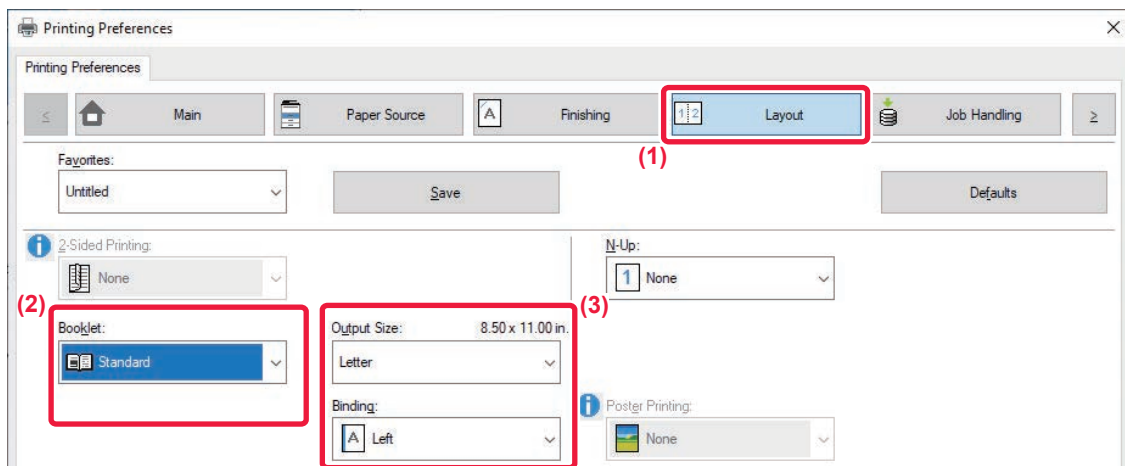 Printing Preferences
Printing Preferences
Main
Paper Source
Finishing
Layout
Job Handling
(1)
Favorites:
Untitled
Save
Defaults
2-Sided Printing:
None
N-Up:
1 None
(2)
(3)
Booklet:
Standard
Output Size: 8.50 x 11.00 in.
Letter
Binding:
A Left
Poster Printing:
None